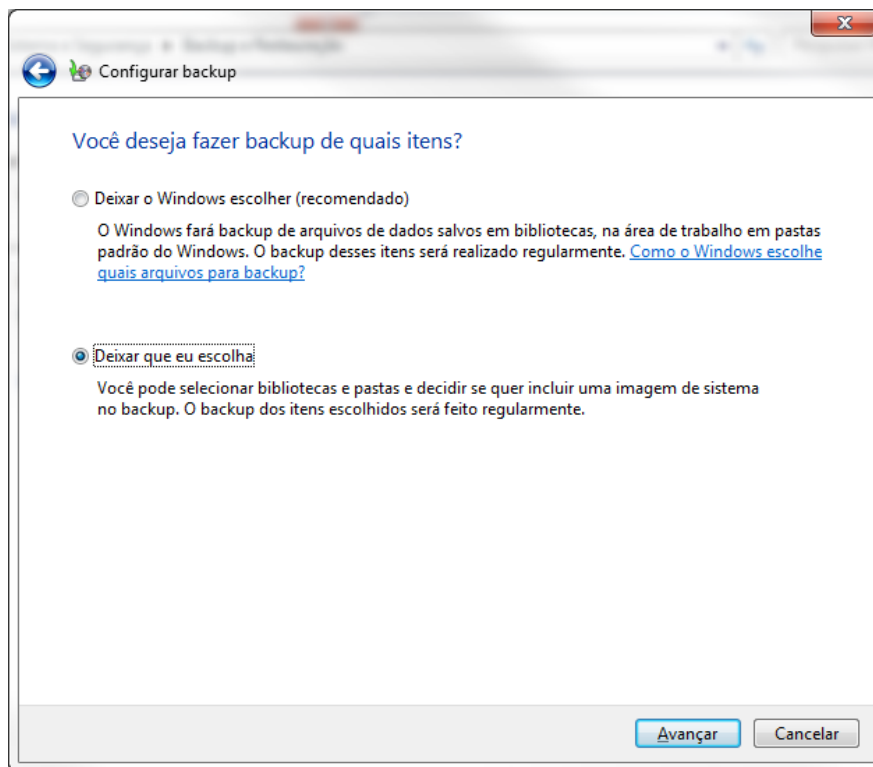 Backup e Restauração
Configurar backup
Você deseja fazer backup de quais itens?
Deixar o Windows escolher (recomendado)
O Windows fará backup de arquivos de dados salvos em bibliotecas, na área de trabalho em pastas
padrão do Windows. O backup desses itens será realizado regularmente. Como o Windows escolhe
quais arquivos para backup?
Deixar que eu escolha
Você pode selecionar bibliotecas e pastas e decidir se quer incluir uma imagem de sistema
no backup. O backup dos itens escolhidos será feito regularmente.
Avançar
Cancelar